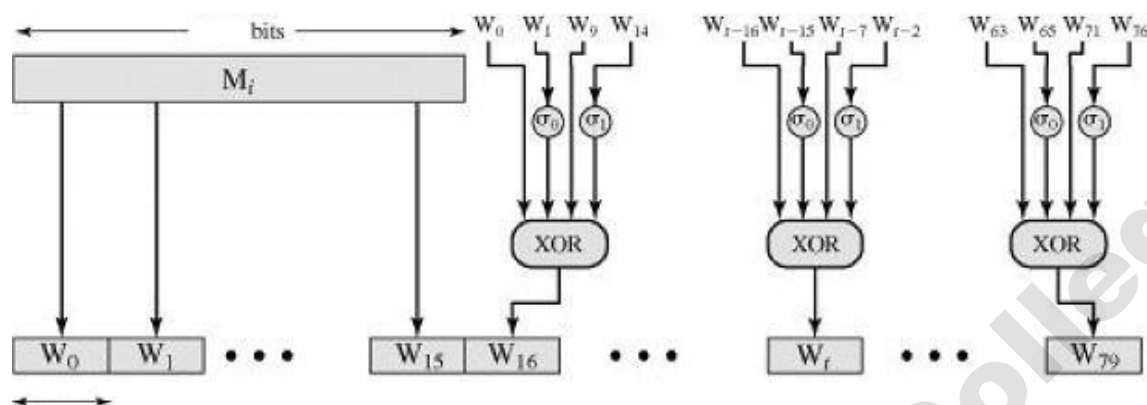 bits W₀ W₁ W₉ W₁₄ Wₜ₋₁₆ Wₜ₋₁₅ Wₜ₋₇ Wₜ₋₂ W₆₃ W₆₅ W₇₁ W₇₆
Mᵢ
σ₀ σ₁ σ₀ σ₁ σ₀ σ₁
XOR XOR XOR
W₀ W₁ • • • W₁₅ W₁₆ • • • Wₜ • • • W₇₉